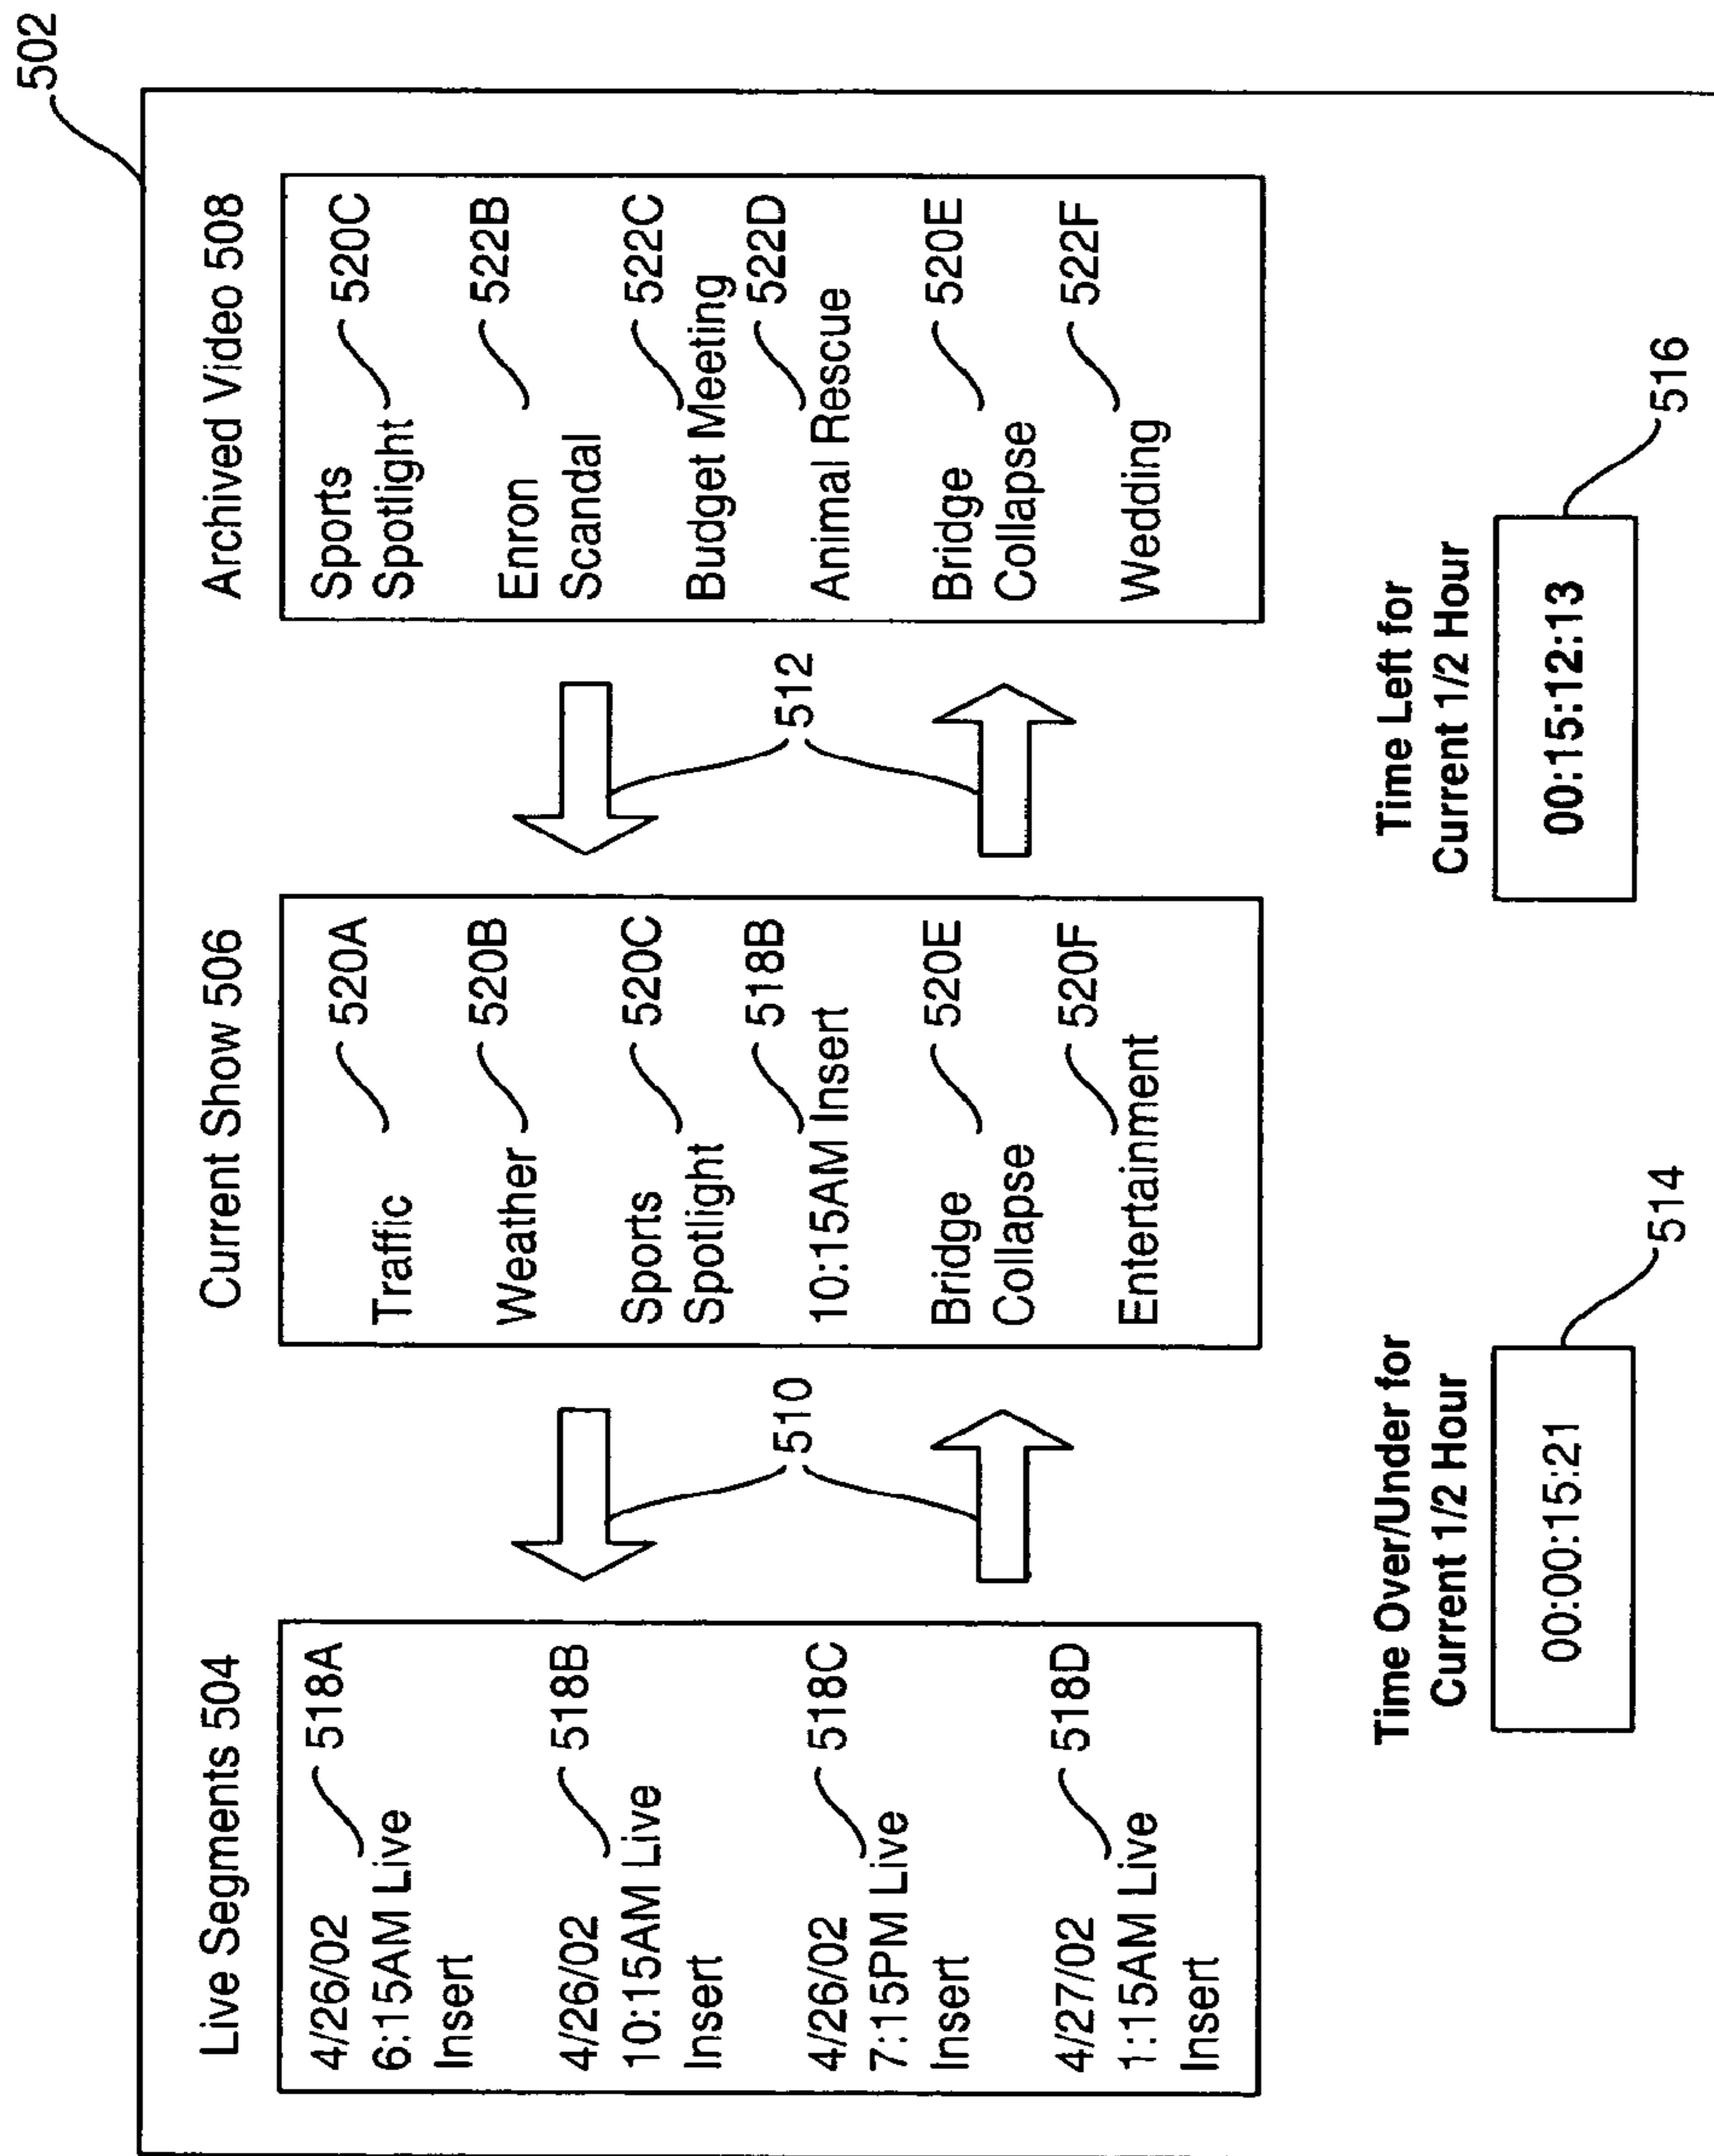 502
Live Segments 504
4/26/02
6:15AM Live
Insert
518A
4/26/02
10:15AM Live
Insert
518B
4/26/02
7:15PM Live
Insert
518C
4/27/02
1:15AM Live
Insert
518D
510
Current Show 506
Traffic
520A
Weather
520B
Sports
Spotlight
520C
10:15AM Insert
518B
Bridge
Collapse
520E
Entertainment
520F
512
Archived Video 508
Sports
Spotlight
520C
Enron
Scandal
522B
Budget Meeting
522C
Animal Rescue
522D
Bridge
Collapse
520E
Wedding
522F
Time Over/Under for
Current 1/2 Hour
00:00:15:21
514
Time Left for
Current 1/2 Hour
00:15:12:13
516